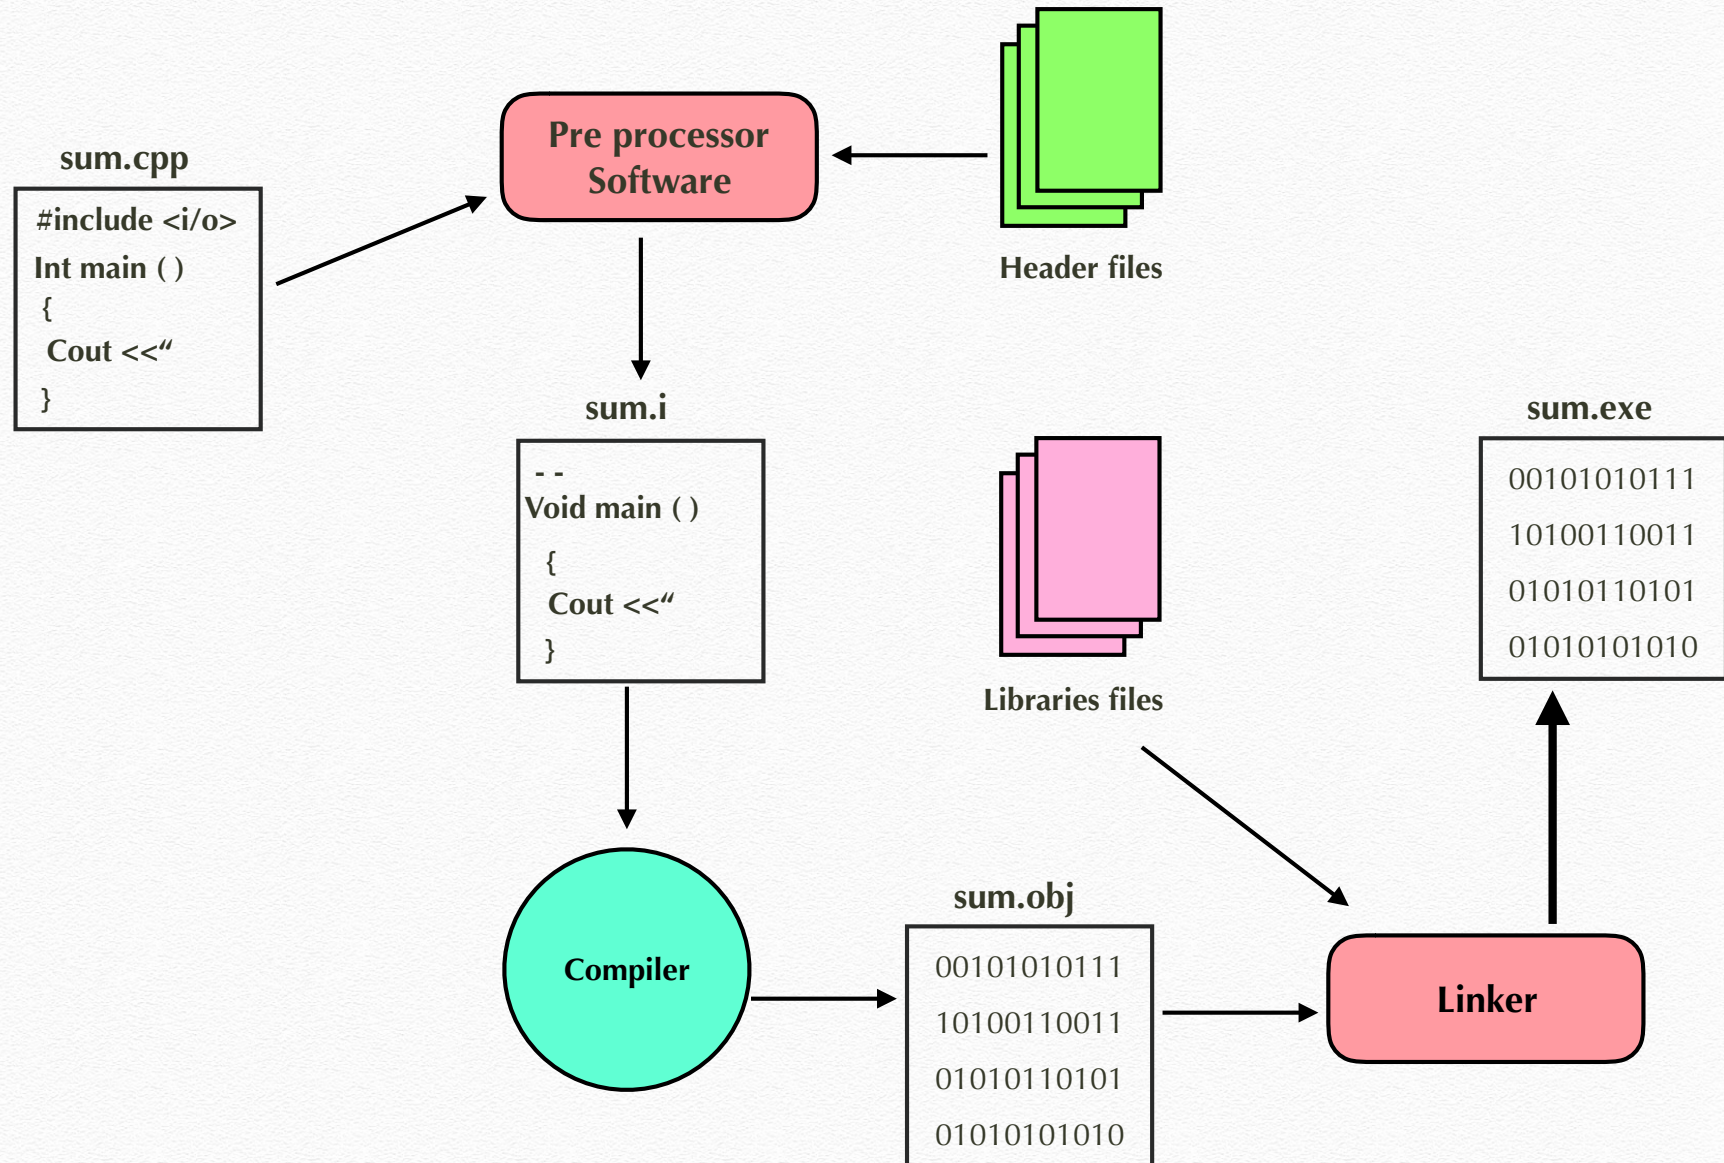 Pre processor
Software
sum.cpp
#include <i/o>
Int main ( )
{
Cout <<“
}
Header files
sum.i
- -
Void main ( )
{
Cout <<“
}
Libraries files
sum.exe
00101010111
10100110011
01010110101
01010101010
Compiler
sum.obj
00101010111
10100110011
01010110101
01010101010
Linker